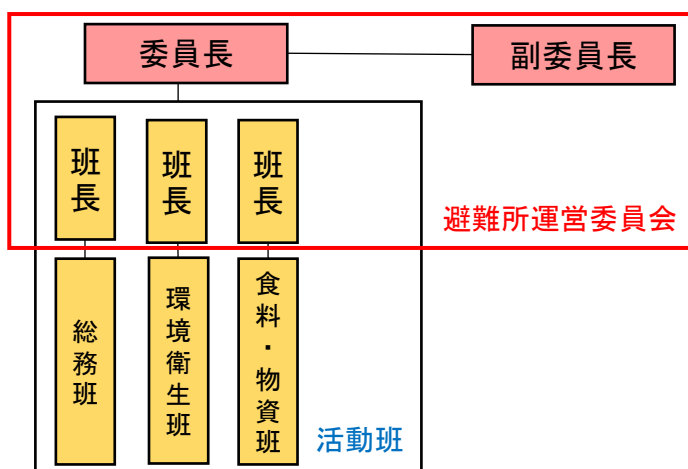 委員長
副委員長
班長
班長
班長
避難所運営委員会
総務班
環境衛生班
食料・物資班
活動班